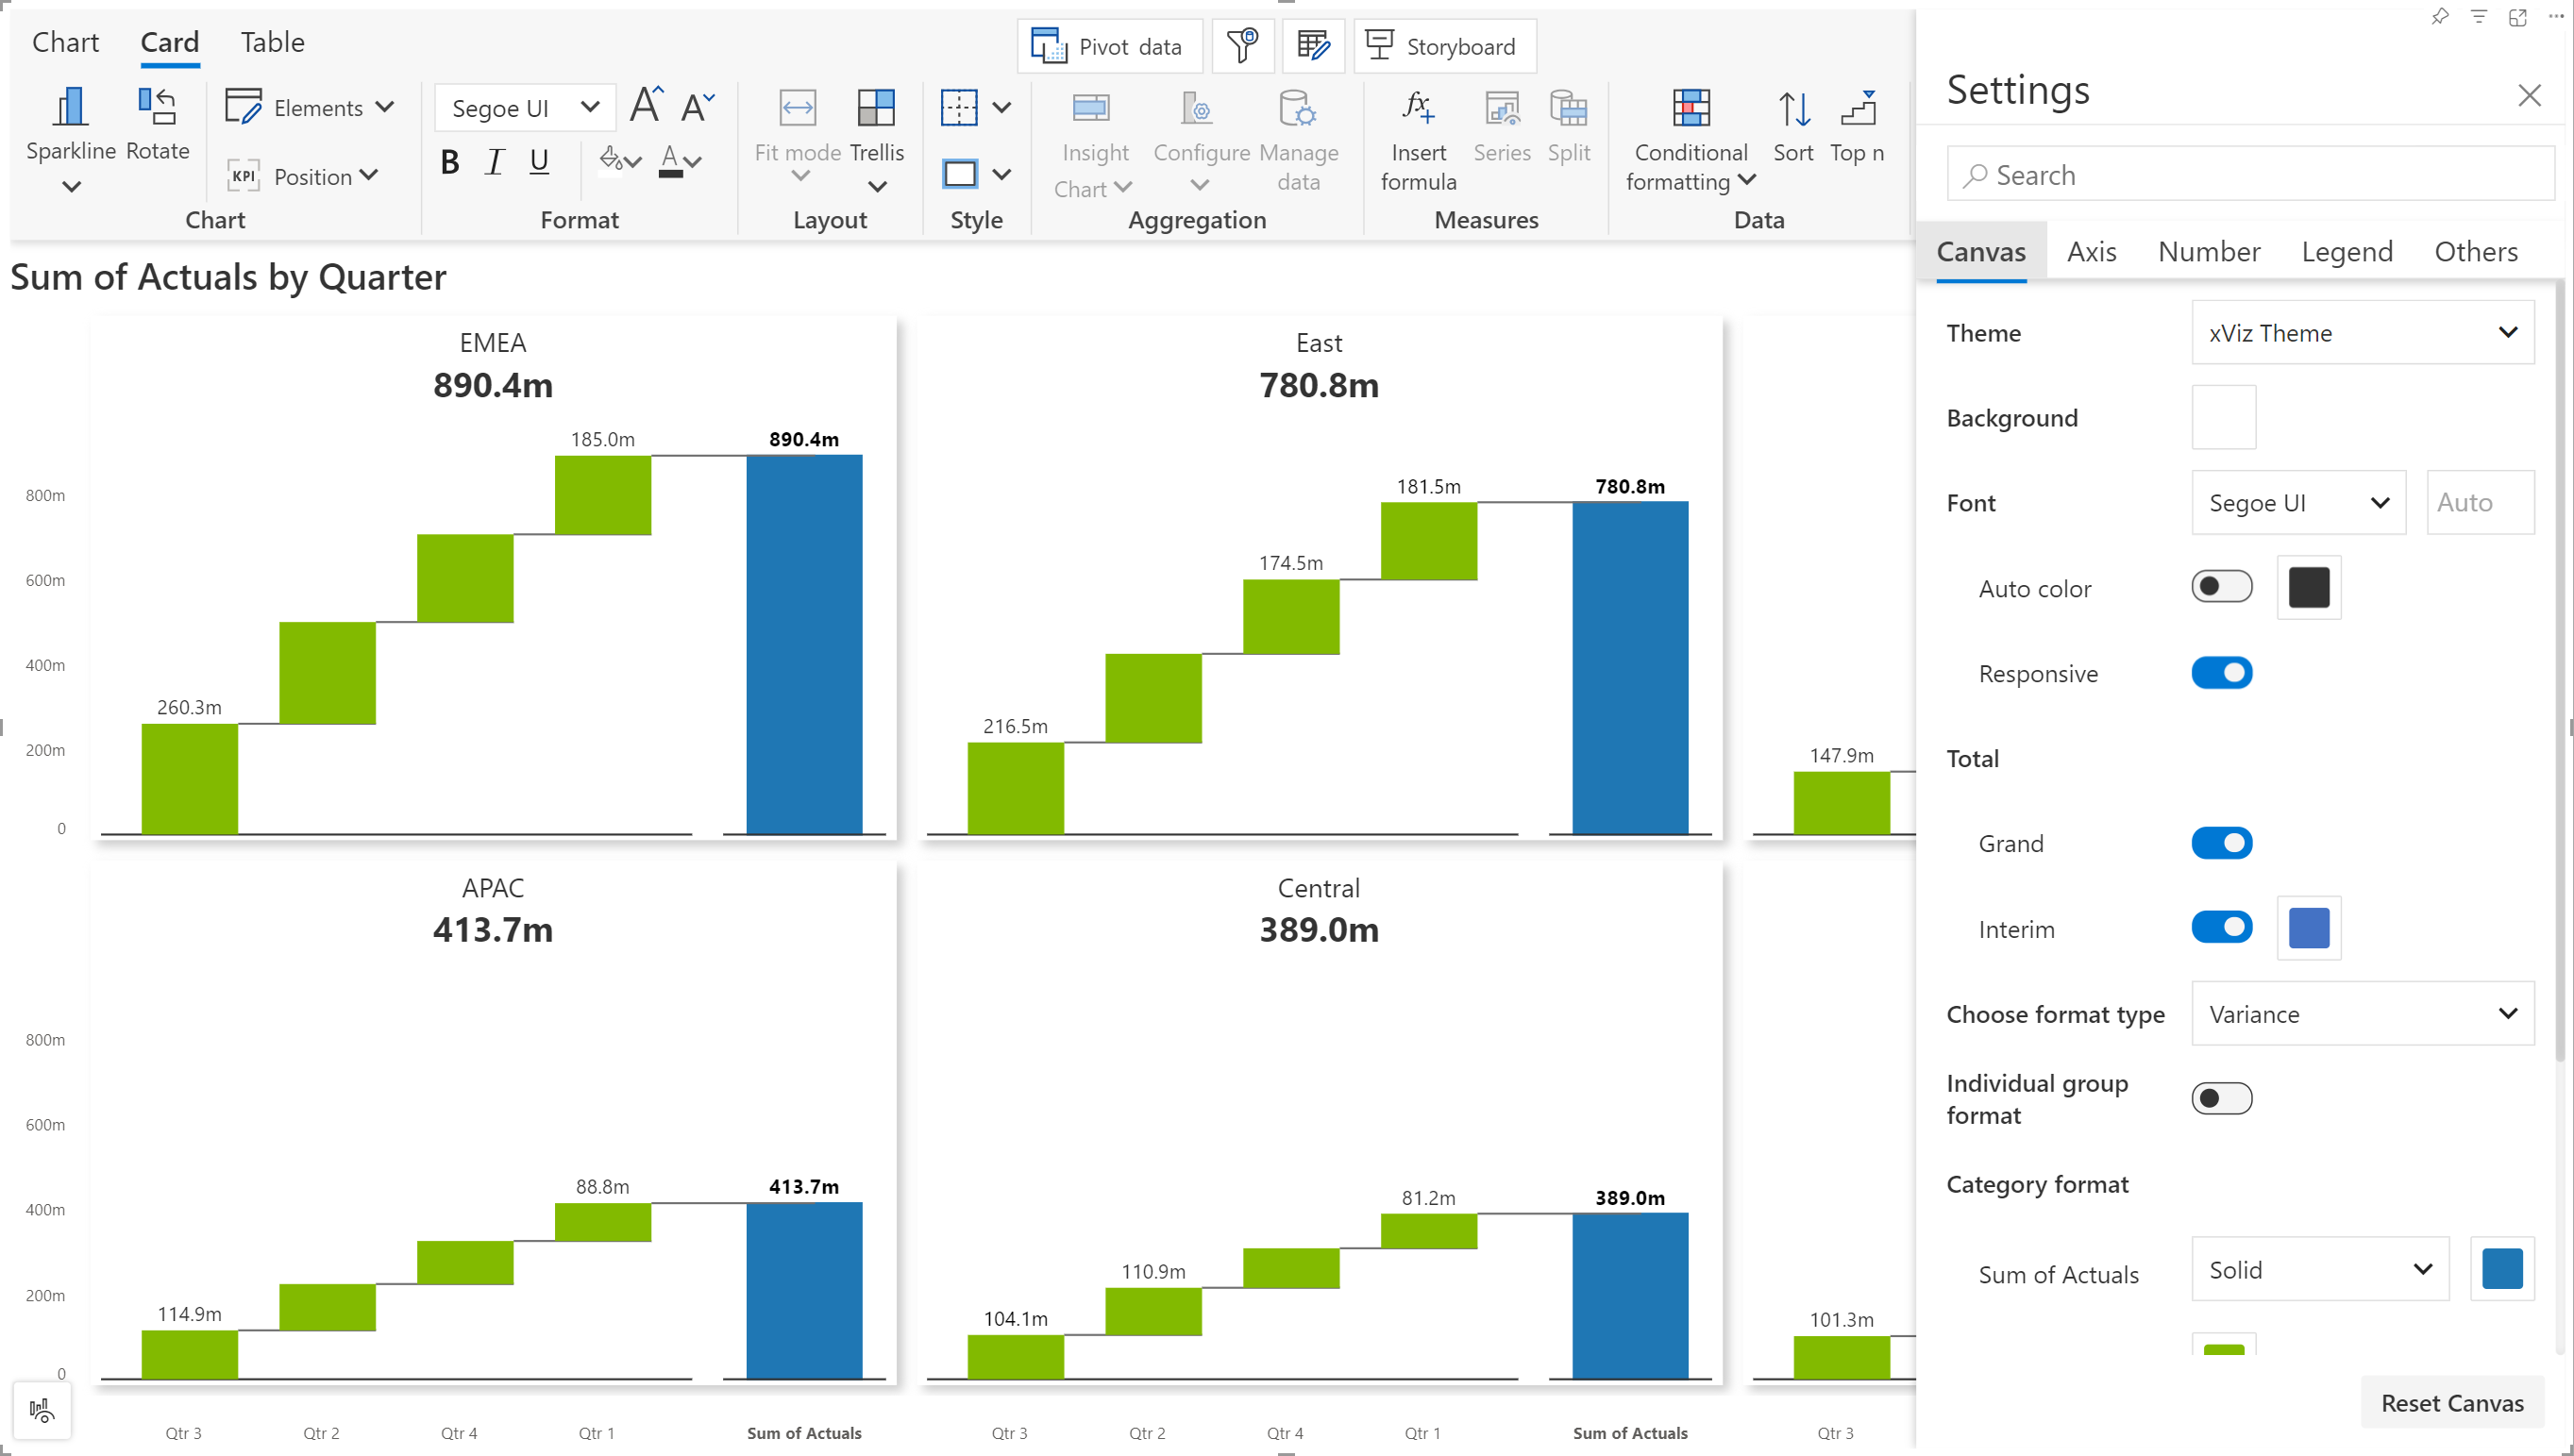 Chart Card Table
Pivot data
Storyboard
Sparkline
Rotate
Elements
KPI Position
Chart
Segoe UI
A A
B I U A
Format
Fit mode
Trellis
Layout
Style
Insight
Chart
Configure
Manage
data
Aggregation
fx
Insert
formula
Series
Split
Measures
Conditional
formatting
Sort
Top n
Data
Sum of Actuals by Quarter
EMEA
890.4m
185.0m
890.4m
260.3m
800m
600m
400m
200m
0
East
780.8m
181.5m
780.8m
174.5m
216.5m
147.9m
APAC
413.7m
88.8m
413.7m
114.9m
800m
600m
400m
200m
0
Central
389.0m
81.2m
389.0m
110.9m
104.1m
101.3m
Qtr 3 Qtr 2 Qtr 4 Qtr 1 Sum of Actuals
Qtr 3 Qtr 2 Qtr 4 Qtr 1 Sum of Actuals
Qtr 3
Settings
Search
Canvas Axis Number Legend Others
Theme xViz Theme
Background
Font Segoe UI Auto
Auto color
Responsive
Total
Grand
Interim
Choose format type Variance
Individual group
format
Category format
Sum of Actuals Solid
Reset Canvas